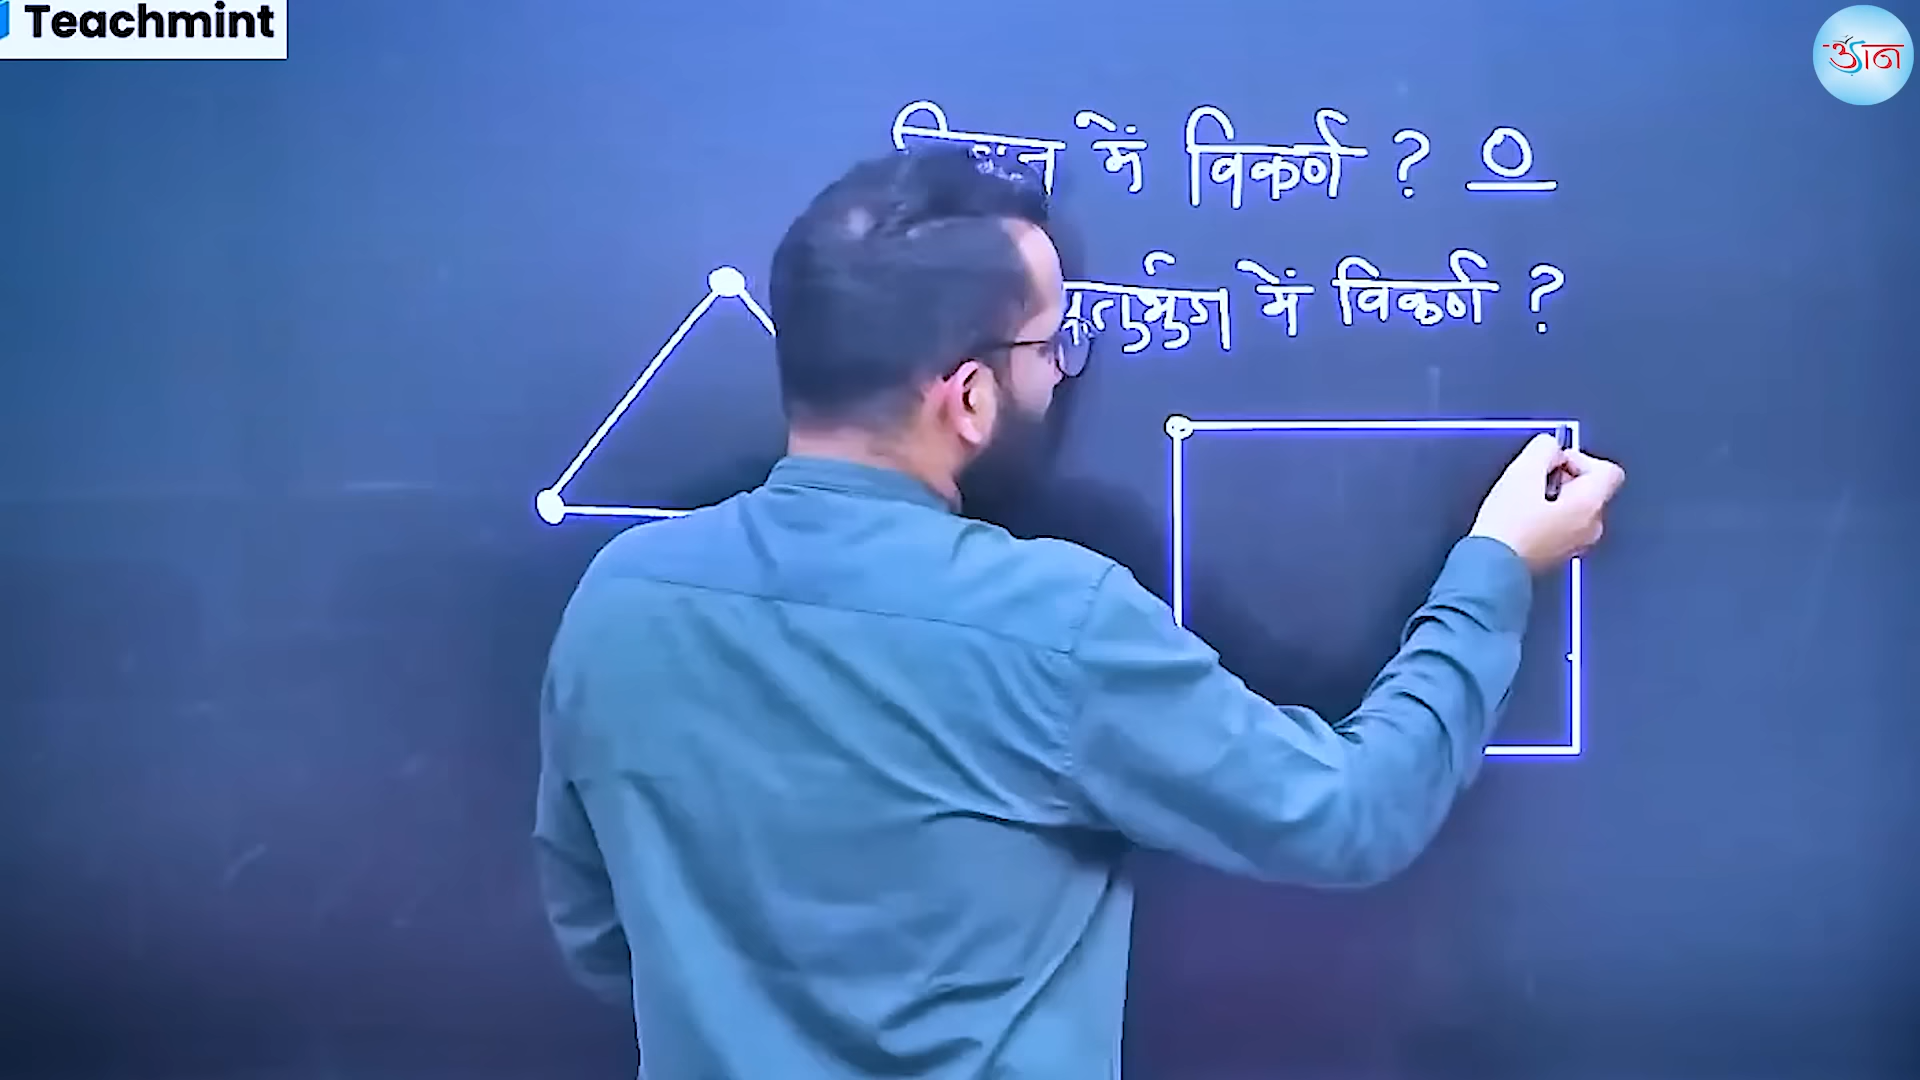 Teachmint
ज्ञान
में विकर्ण ? 0
में विकर्ण ?